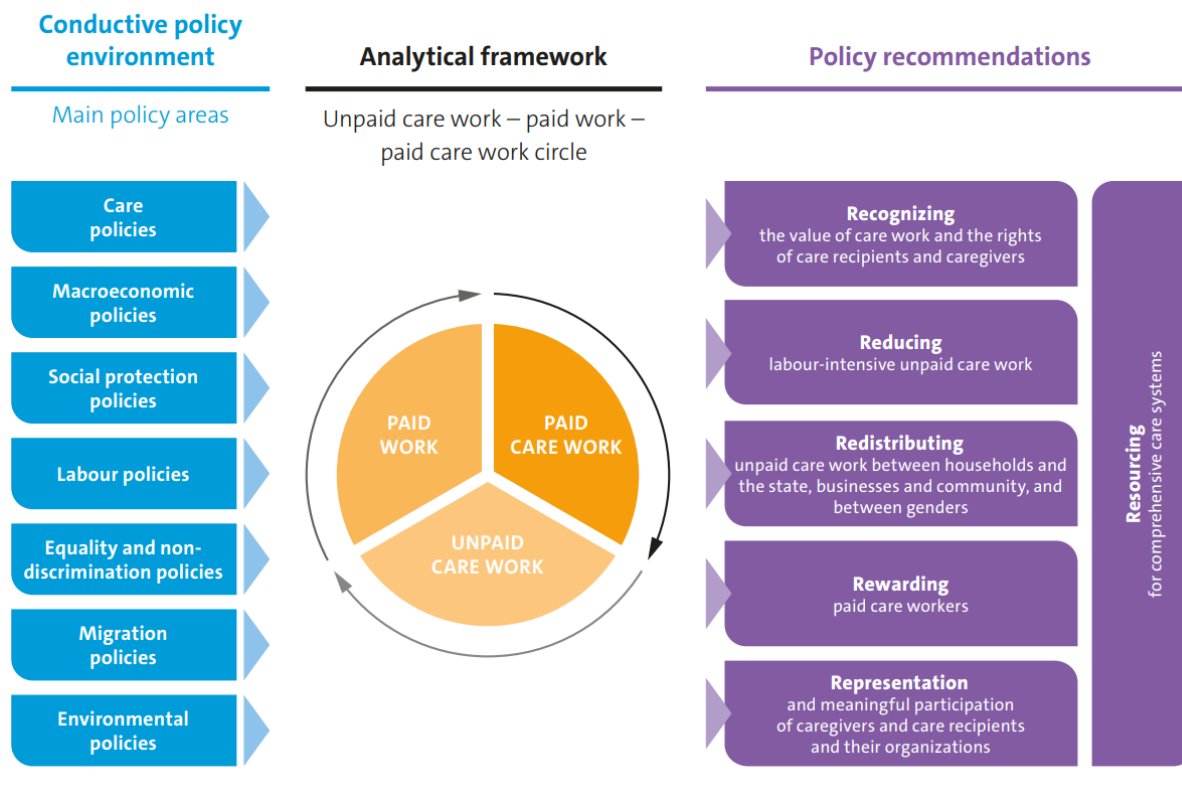 Conductive policy
environment
Main policy areas
Care
policies
Macroeconomic
policies
Social protection
policies
Labour policies
Equality and non-
discrimination policies
Migration
policies
Environmental
policies
Analytical framework
Unpaid care work – paid work –
paid care work circle
PAID
WORK
PAID
CARE WORK
UNPAID
CARE WORK
Policy recommendations
Recognizing
the value of care work and the rights
of care recipients and caregivers
Reducing
labour-intensive unpaid care work
Redistributing
unpaid care work between households and
the state, businesses and community, and
between genders
Rewarding
paid care workers
Representation
and meaningful participation
of caregivers and care recipients
and their organizations
Resourcing
for comprehensive care systems